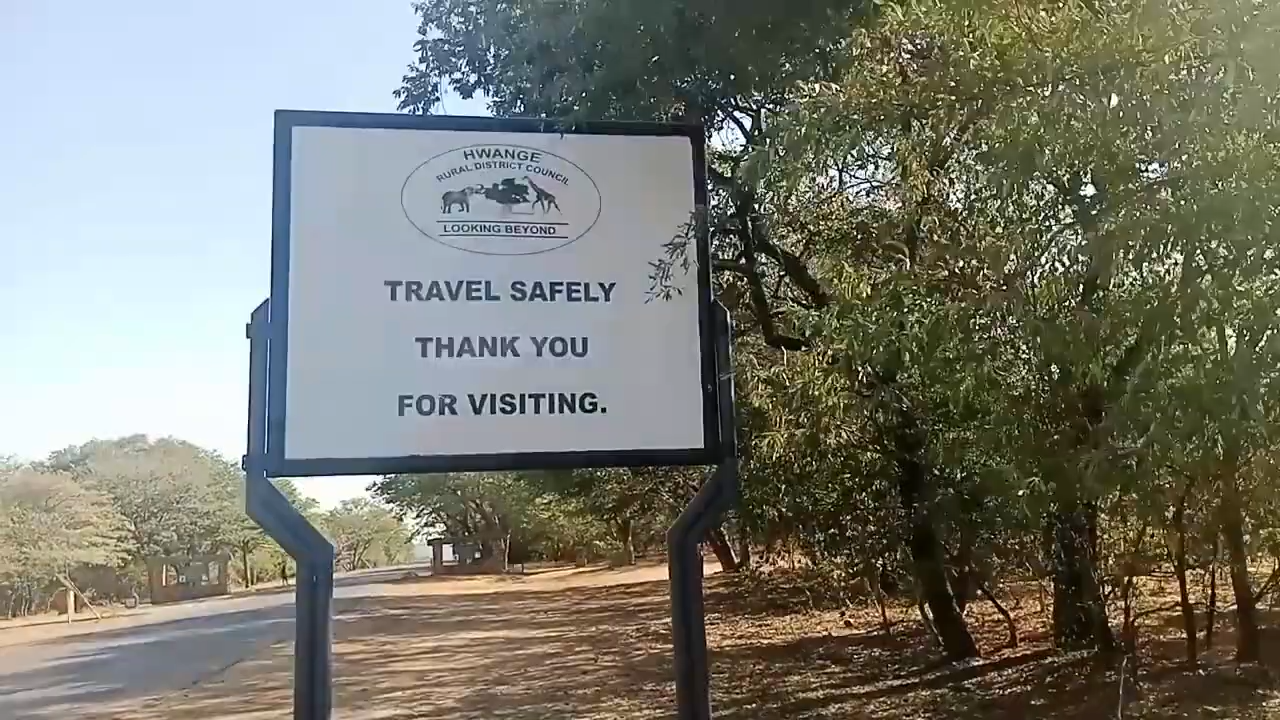 HWANGE
RURAL DISTRICT COUNCIL
LOOKING BEYOND
TRAVEL SAFELY
THANK YOU
FOR VISITING.